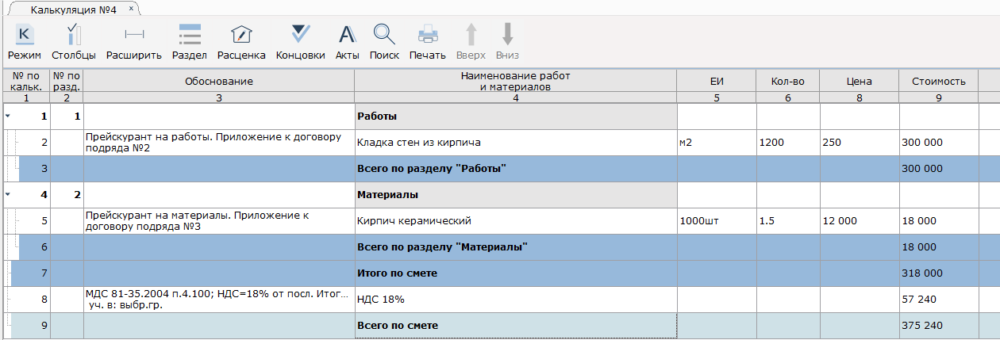 Калькуляция №4 ×
K
Режим Столбцы Расширить Раздел Расценка Концовки Акты Поиск Печать Вверх Вниз
№ по кальк. № по разд. Обоснование Наименование работ и материалов ЕИ Кол-во Цена Стоимость
1 2 3 4 5 6 8 9
1 1 Работы
2 Прейскурант на работы. Приложение к договору подряда №2 Кладка стен из кирпича м2 1200 250 300 000
3 Всего по разделу "Работы" 300 000
4 2 Материалы
5 Прейскурант на материалы. Приложение к договору подряда №3 Кирпич керамический 1000шт 1.5 12 000 18 000
6 Всего по разделу "Материалы" 18 000
7 Итого по смете 318 000
8 МДС 81-35.2004 п.4.100; НДС=18% от посл. Итог... уч. в: выбр.гр. НДС 18% 57 240
9 Всего по смете 375 240